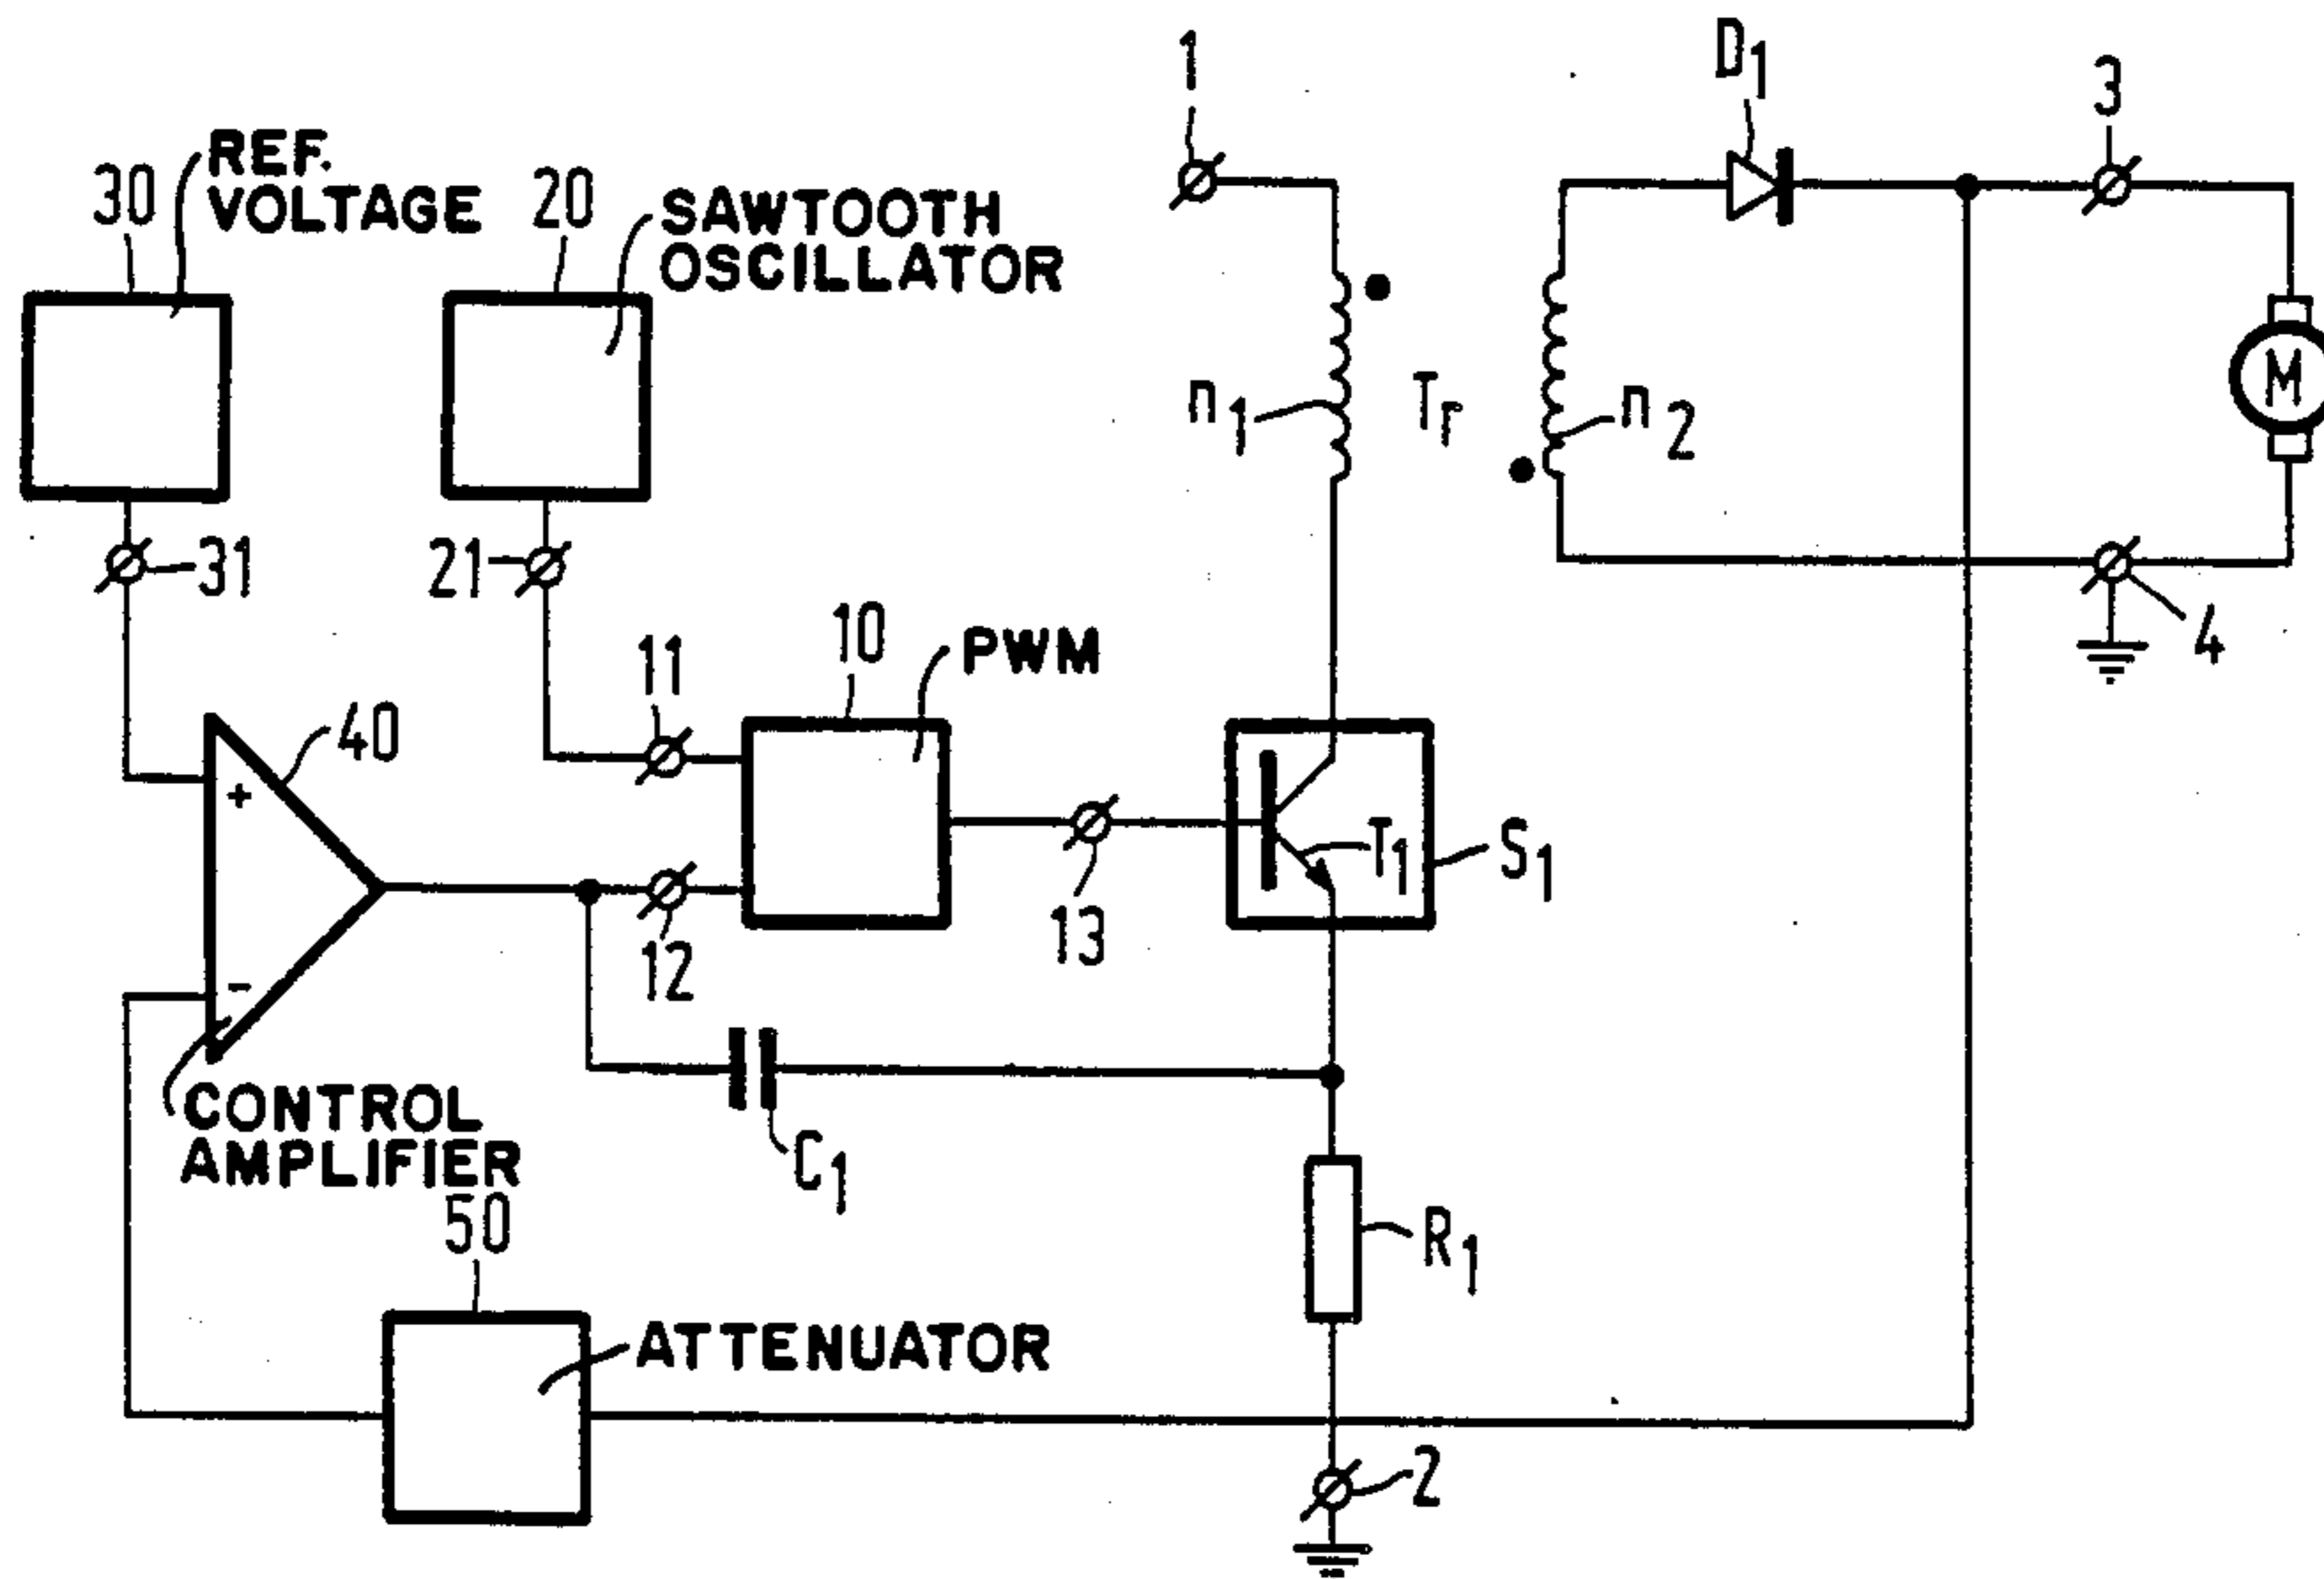 1
D1
3
30
REF.
VOLTAGE
20
SAWTOOTH
OSCILLATOR
n1
Tr
n2
M
31
21
4
11
10
PWM
40
+
T1
S1
13
12
-
CONTROL
AMPLIFIER
C1
50
R1
ATTENUATOR
2